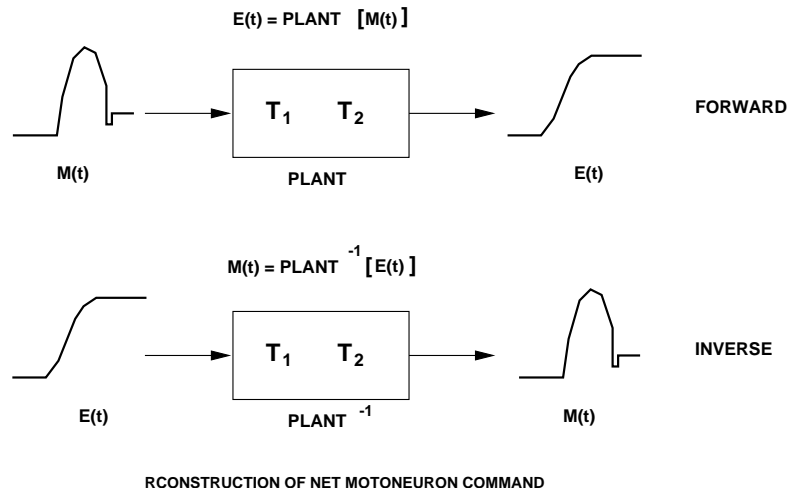 E(t) = PLANT [M(t)]
T1 T2
FORWARD
M(t)
PLANT
E(t)
M(t) = PLANT -1 [E(t)]
T1 T2
INVERSE
E(t)
PLANT -1
M(t)
RCONSTRUCTION OF NET MOTONEURON COMMAND